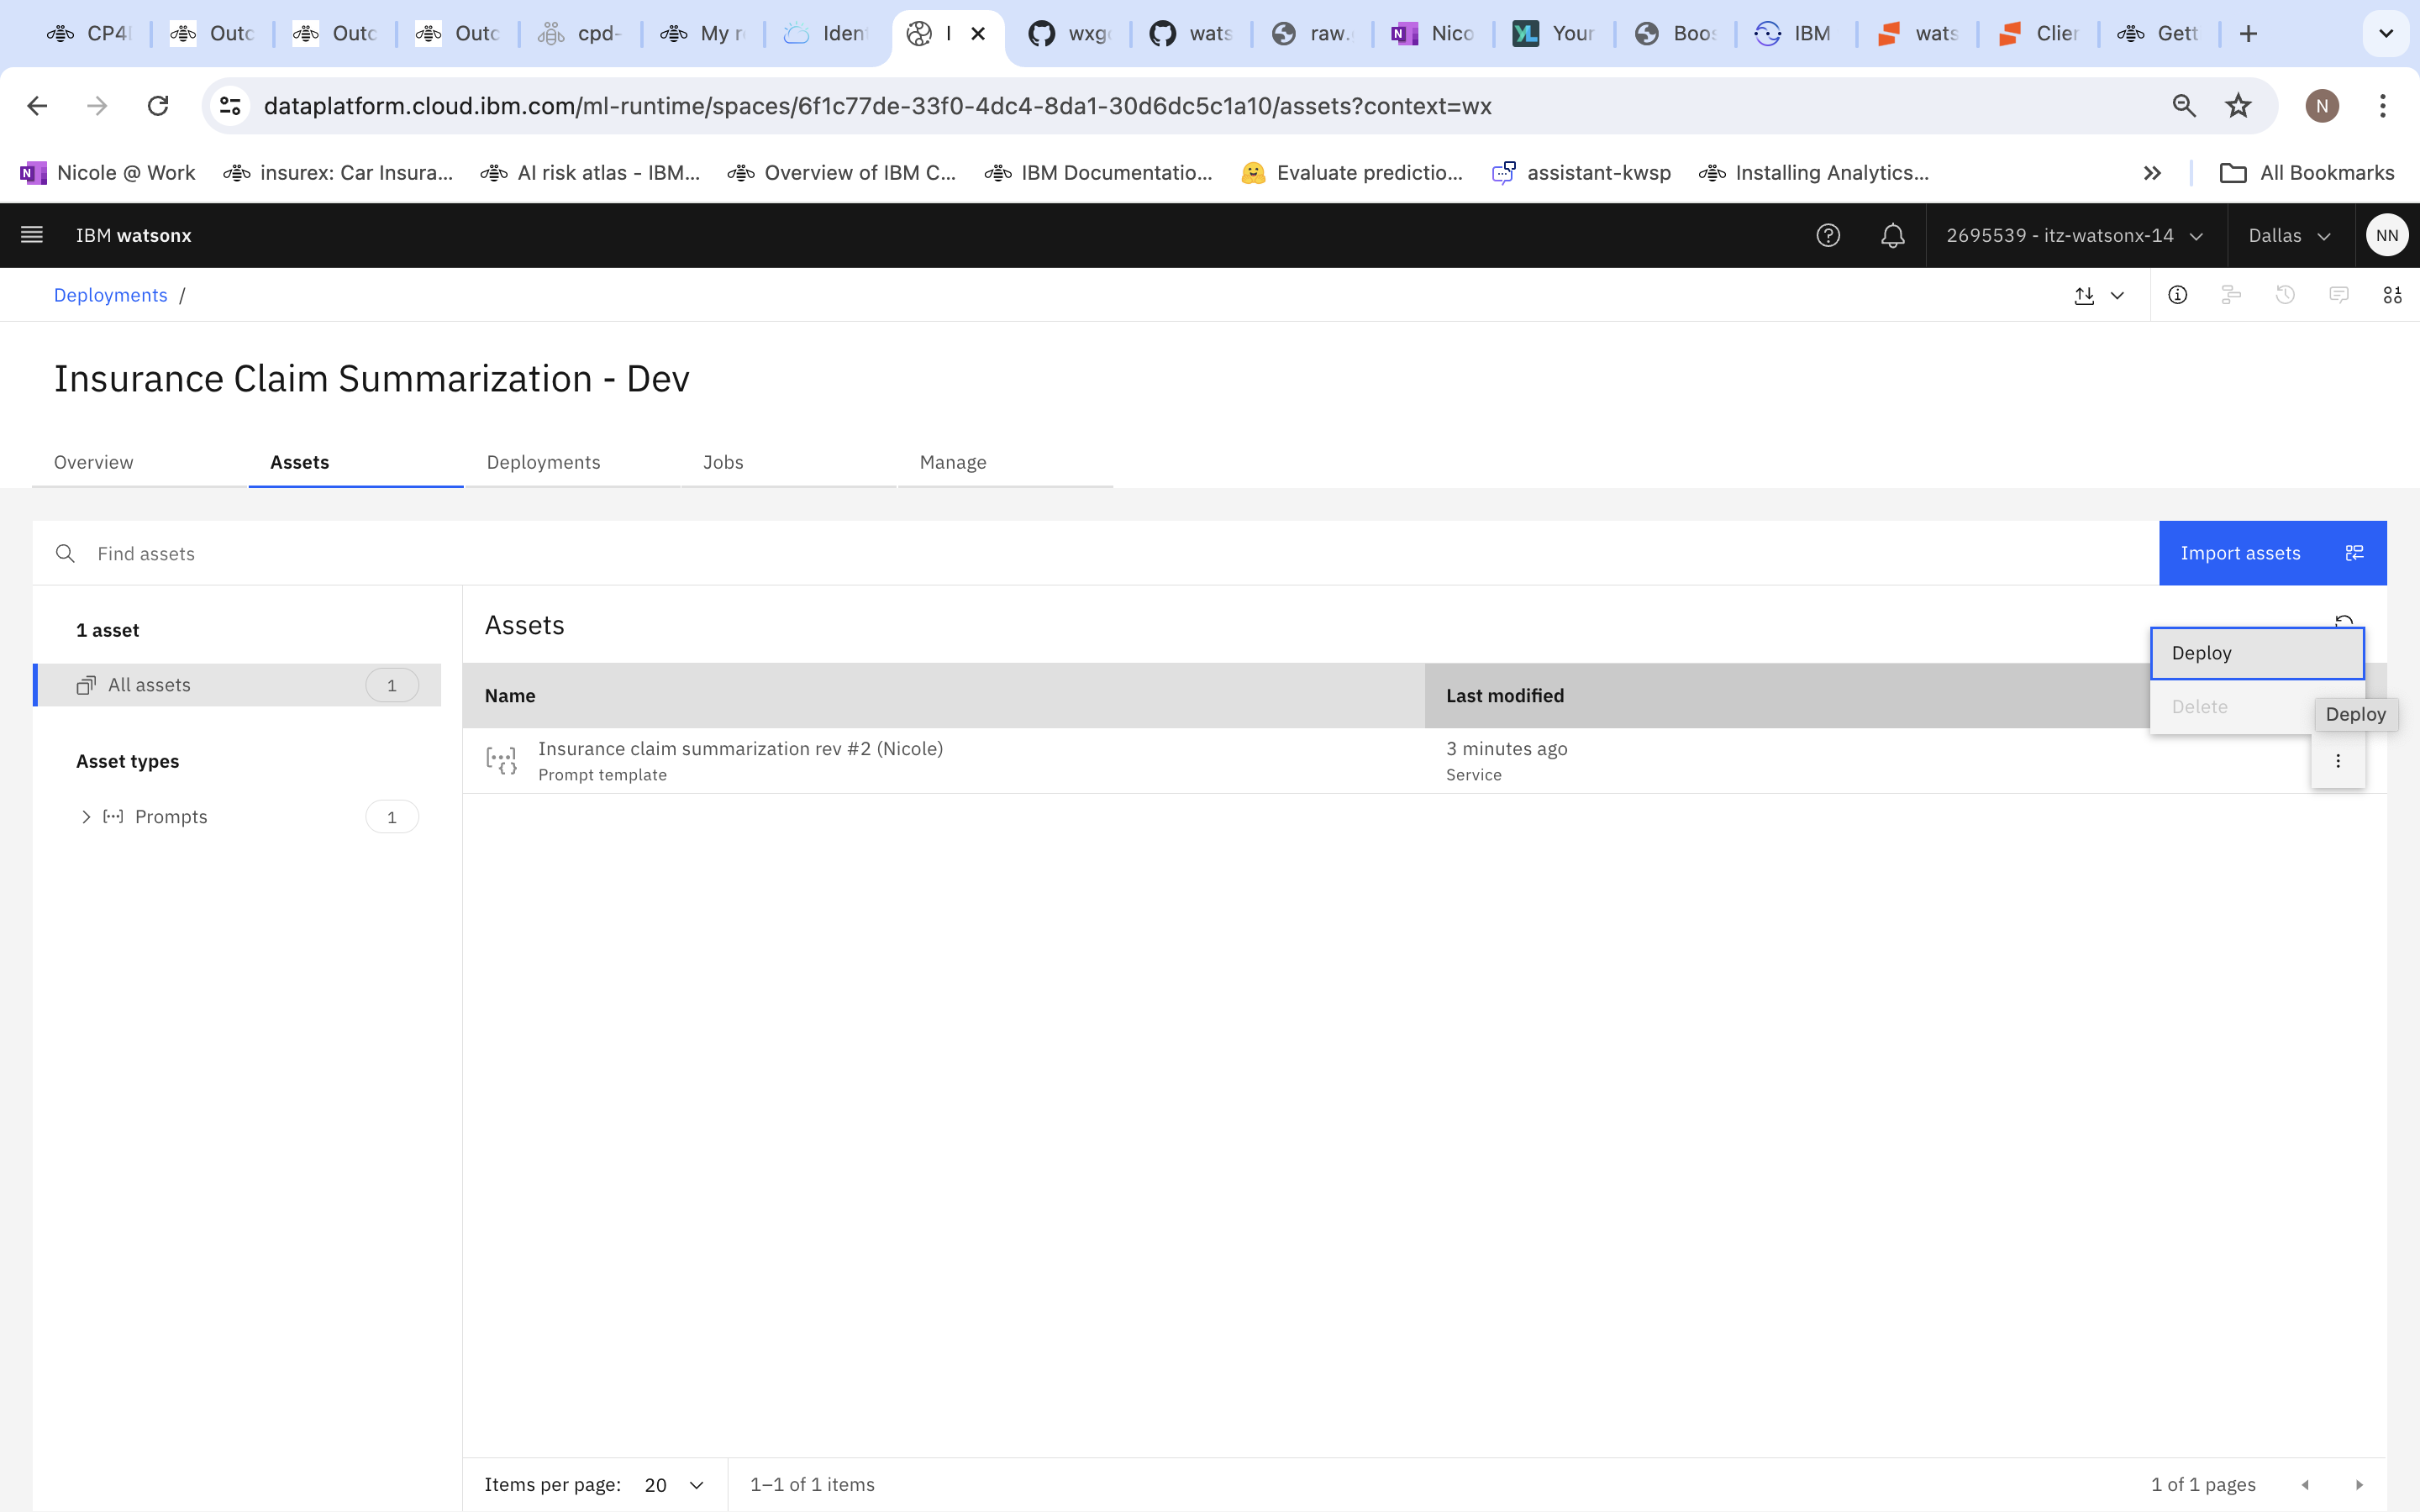 CP4I
Outc
Outc
Outc
cpd-
My r
Iden
I
wxg
wats
raw.
Nico
YL
Your
Boos
IBM
wats
Clier
Gett
dataplatform.cloud.ibm.com/ml-runtime/spaces/6f1c77de-33f0-4dc4-8da1-30d6dc5c1a10/assets?context=wx
N
N
Nicole @ Work
insurex: Car Insura...
AI risk atlas - IBM...
Overview of IBM C...
IBM Documentatio...
Evaluate predictio...
assistant-kwsp
Installing Analytics...
All Bookmarks
IBM watsonx
2695539 - itz-watsonx-14
Dallas
NN
Deployments /
Insurance Claim Summarization - Dev
Overview
Assets
Deployments
Jobs
Manage
Find assets
Import assets
1 asset
Assets
Deploy
All assets
1
Name
Last modified
Delete
Deploy
Asset types
Insurance claim summarization rev #2 (Nicole)
Prompt template
3 minutes ago
Service
Prompts
1
Items per page: 20
1–1 of 1 items
1 of 1 pages